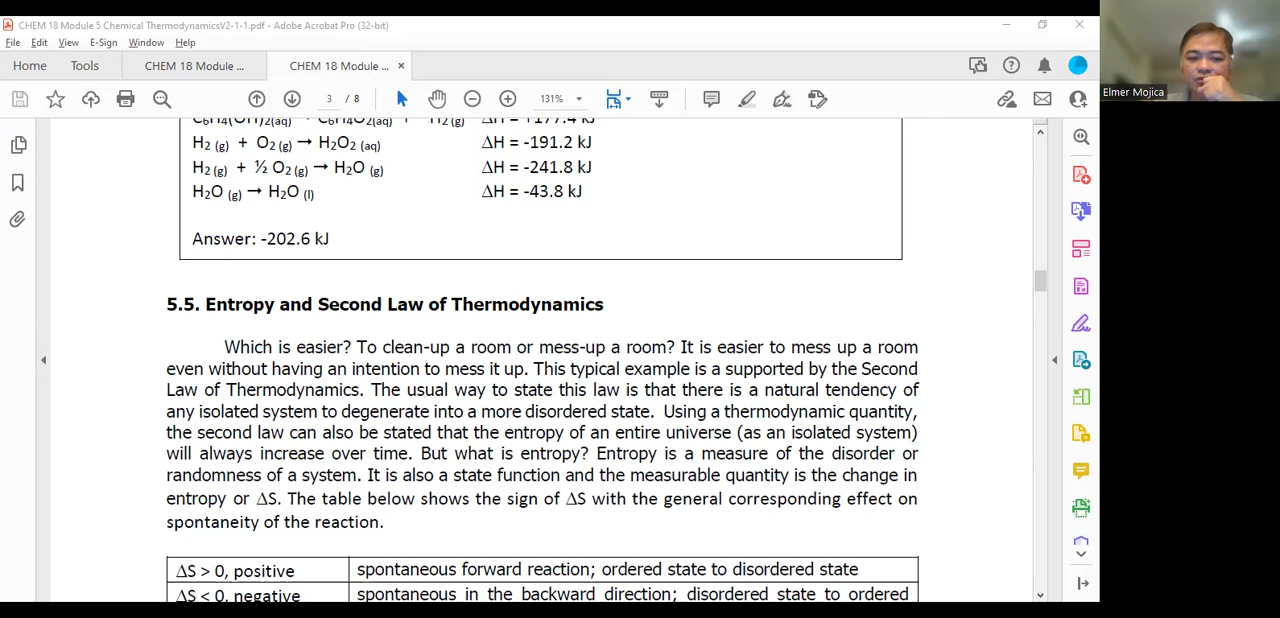 CHEM 18 Module 5 Chemical ThermodynamicsV2-1-1.pdf - Adobe Acrobat Pro (32-bit)
File Edit View E-Sign Window Help
Home Tools CHEM 18 Module ... CHEM 18 Module ... ×
3 / 8 131%
Elmer Mojica
C₆H₄(OH)₂(aq) C₆H₄O₂(aq) + H₂ (g) ΔH = +177.4 kJ
H₂ (g) + O₂ (g) → H₂O₂ (aq) ΔH = -191.2 kJ
H₂ (g) + ½ O₂ (g) → H₂O (g) ΔH = -241.8 kJ
H₂O (g) → H₂O (l) ΔH = -43.8 kJ
Answer: -202.6 kJ
5.5. Entropy and Second Law of Thermodynamics
Which is easier? To clean-up a room or mess-up a room? It is easier to mess up a room
even without having an intention to mess it up. This typical example is a supported by the Second
Law of Thermodynamics. The usual way to state this law is that there is a natural tendency of
any isolated system to degenerate into a more disordered state. Using a thermodynamic quantity,
the second law can also be stated that the entropy of an entire universe (as an isolated system)
will always increase over time. But what is entropy? Entropy is a measure of the disorder or
randomness of a system. It is also a state function and the measurable quantity is the change in
entropy or ΔS. The table below shows the sign of ΔS with the general corresponding effect on
spontaneity of the reaction.
ΔS > 0, positive spontaneous forward reaction; ordered state to disordered state
ΔS < 0, negative spontaneous in the backward direction; disordered state to ordered